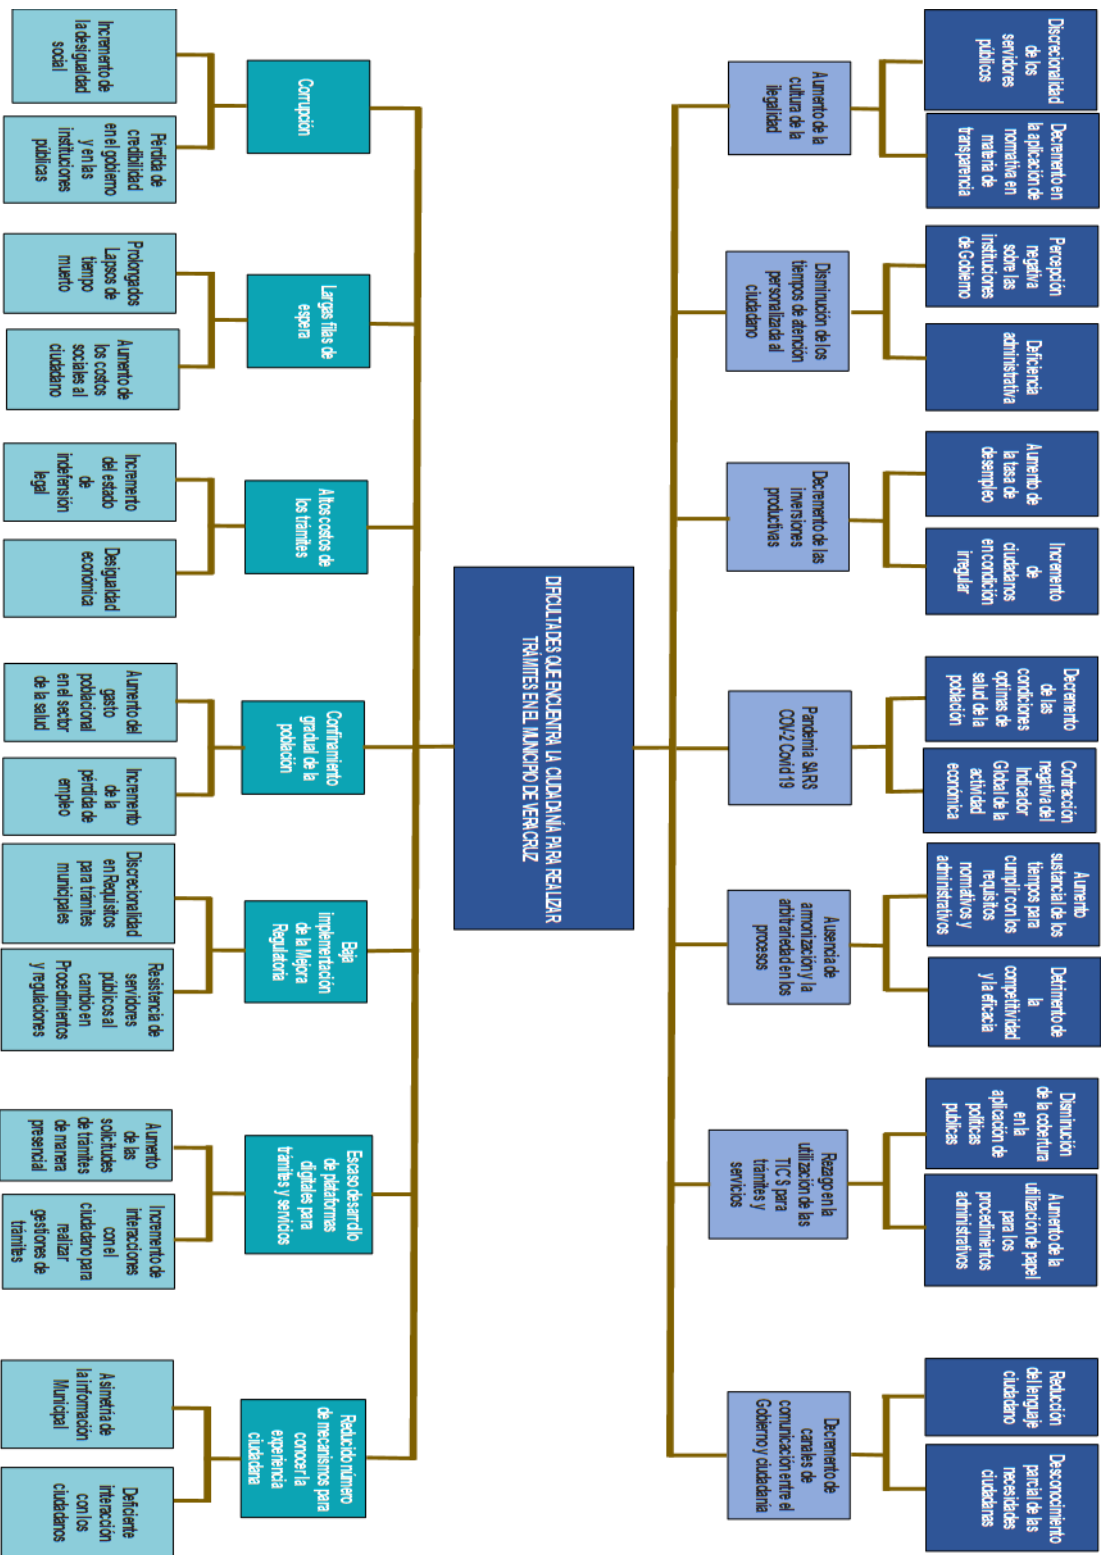 Discrecionalidad
de los
servidores
públicos
Decremento en
la aplicación de
normativa en
materia de
transparencia
Percepción
negativa
sobre las
instituciones
de Gobierno
Deficiencia
administrativa
Aumento de
la tasa de
desempleo
Incremento
de
ciudadanos
en condición
irregular
Decremento
de las
condiciones
optimas de
salud de la
población
Contracción
negativa del
Indicador
Global de la
actividad
económica
Aumento
sustancial de los
tiempos para
cumplir con los
requisitos
normativos y
administrativos
Detrimento de
la
competitividad
y la eficacia
Disminución
de la cobertura
en la
aplicación de
políticas
publicas
Aumento de la
utilización de papel
para los
procedimientos
administrativos
Reducción
del lenguaje
ciudadano
Desconocimiento
parcial de las
necesidades
ciudadanas
Aumento de la
cultura de la
ilegalidad
Disminución de los
tiempos de atención
personalizada al
ciudadano
Decremento de las
inversiones
productivas
Pandemia SARS
COV-2 Covid 19
Ausencia de
armonización y la
arbitrariedad en los
procesos
Rezago en la
utilización de las
TIC'S para
trámites y
servicios
Decremento de
canales de
comunicación entre el
Gobierno y ciudadanía
DIFICULTADES QUE ENCUENTRA LA CIUDADANÍA PARA REALIZAR
TRÁMITES EN EL MUNICIPIO DE VERACRUZ
Corrupción
Largas filas de
espera
Altos costos de
los trámites
Confinamiento
gradual de la
población
Baja
implementación
de la Mejora
Regulatoria
Escaso desarrollo
de plataformas
digitales para
trámites y servicios
Reducido número
de mecanismos para
conocer la
experiencia
ciudadana
Incremento de
la desigualdad
social
Pérdida de
credibilidad
en el gobierno
y en las
instituciones
públicas
Prolongados
Lapsos de
tiempo
muerto
Aumento de
los costos
sociales al
ciudadano
Incremento
del estado
de
indefensión
legal
Desigualdad
económica
Aumento del
gasto
poblacional
en el sector
de la salud
Incremento
de la
pérdida de
empleo
Discrecionalidad
en Requisitos
para trámites
municipales
Resistencia de
servidores
públicos al
cambio en
Procedimientos
y regulaciones
Aumento
de las
solicitudes
de trámites
de manera
presencial
Incremento de
interacciones
con el
ciudadano para
realizar
gestiones de
trámites
Asimetría de
la información
Municipal
Deficiente
interacción
con los
ciudadanos